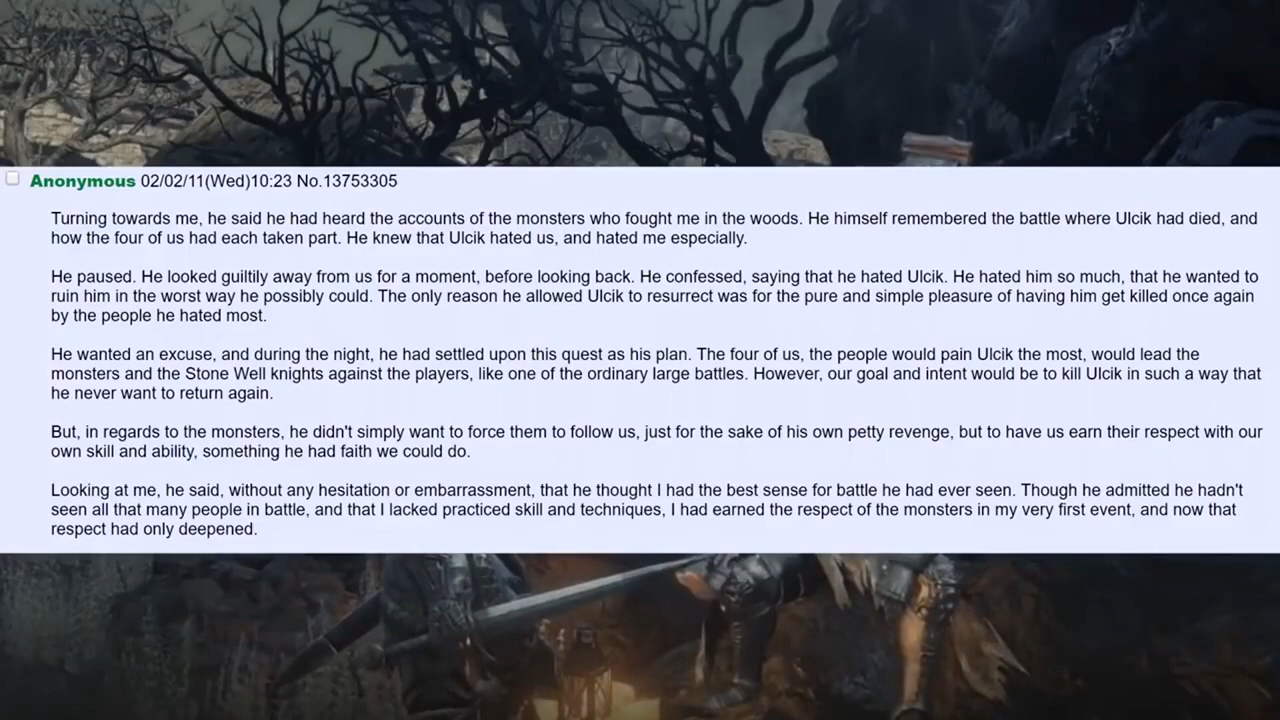 Anonymous 02/02/11(Wed)10:23 No.13753305
Turning towards me, he said he had heard the accounts of the monsters who fought me in the woods. He himself remembered the battle where Ulcik had died, and
how the four of us had each taken part. He knew that Ulcik hated us, and hated me especially.
He paused. He looked guiltily away from us for a moment, before looking back. He confessed, saying that he hated Ulcik. He hated him so much, that he wanted to
ruin him in the worst way he possibly could. The only reason he allowed Ulcik to resurrect was for the pure and simple pleasure of having him get killed once again
by the people he hated most.
He wanted an excuse, and during the night, he had settled upon this quest as his plan. The four of us, the people would pain Ulcik the most, would lead the
monsters and the Stone Well knights against the players, like one of the ordinary large battles. However, our goal and intent would be to kill Ulcik in such a way that
he never want to return again.
But, in regards to the monsters, he didn't simply want to force them to follow us, just for the sake of his own petty revenge, but to have us earn their respect with our
own skill and ability, something he had faith we could do.
Looking at me, he said, without any hesitation or embarrassment, that he thought I had the best sense for battle he had ever seen. Though he admitted he hadn't
seen all that many people in battle, and that I lacked practiced skill and techniques, I had earned the respect of the monsters in my very first event, and now that
respect had only deepened.